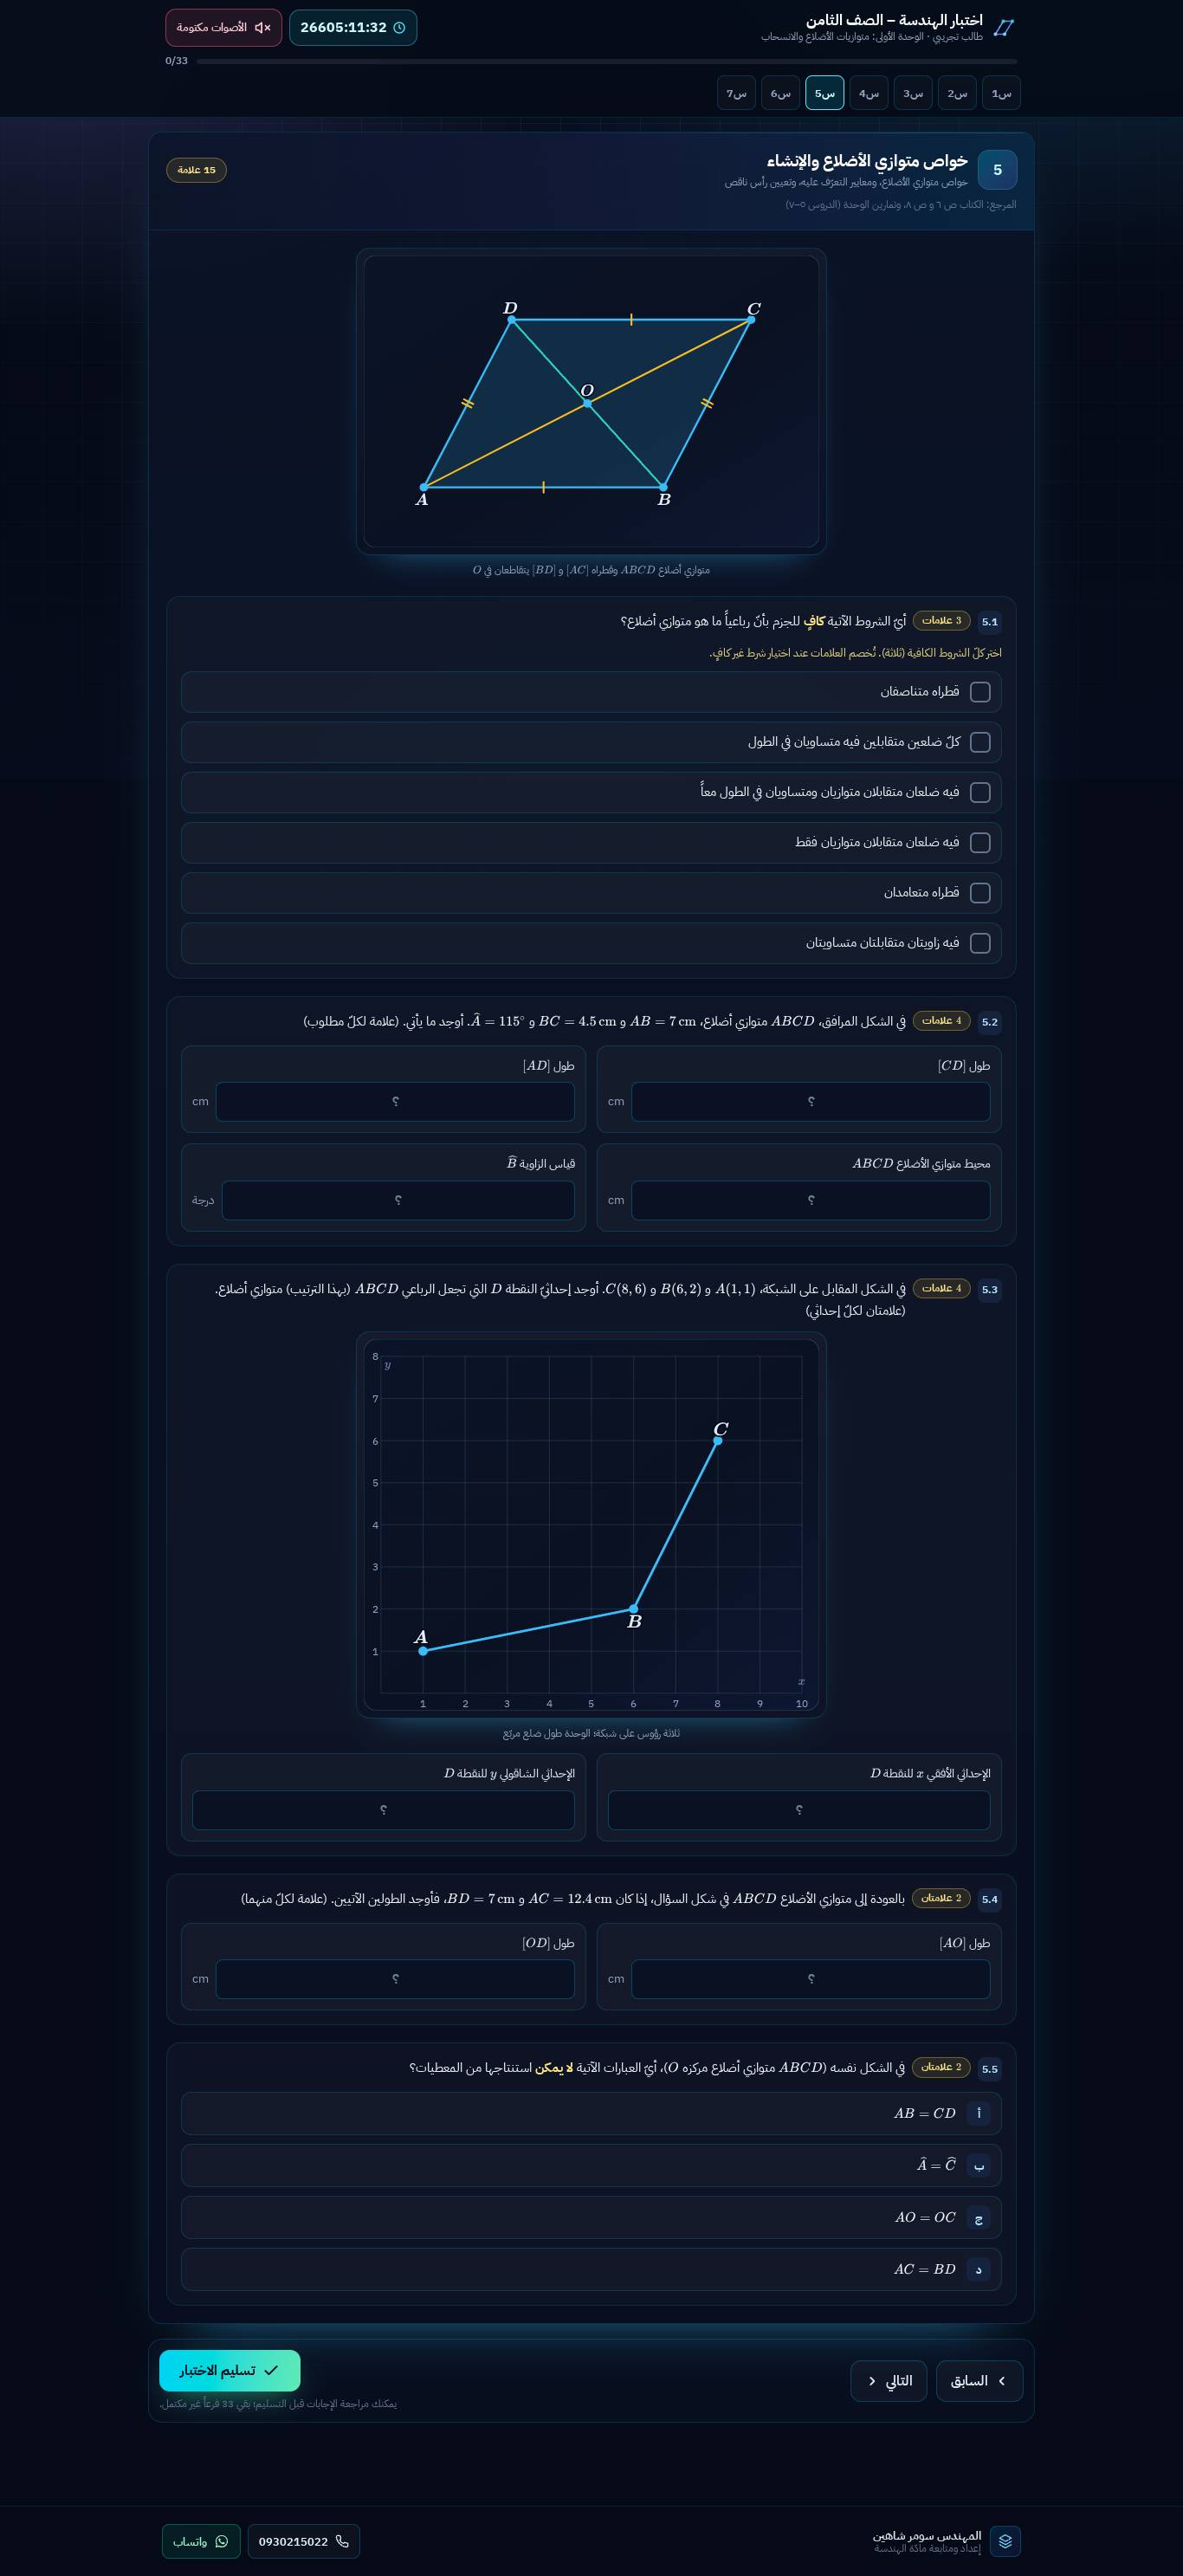 اختبار الهندسة – الصف الثامن
طالب تجريبي · الوحدة الأولى: متوازيات الأضلاع والانسحاب
26605:11:32
الأصوات مكتومة
0/33
س1
س2
س3
س4
س5
س6
س7
5
خواص متوازي الأضلاع والإنشاء
خواص متوازي الأضلاع، ومعايير التعرّف عليه، وتعيين رأس ناقص
المرجع: الكتاب ص ٦ و ص ٨، وتمارين الوحدة (الدروس ٥–٧)
15 علامة
D
C
O
A
B
متوازي أضلاع ABCD وقطراه [AC] و [BD] يتقاطعان في O
5.1
3 علامات
أيّ الشروط الآتية كافٍ للجزم بأنّ رباعياً ما هو متوازي أضلاع؟
اختر كلّ الشروط الكافية (ثلاثة). تُخصم العلامات عند اختيار شرط غير كافٍ.
قطراه متناصفان
كلّ ضلعين متقابلين فيه متساويان في الطول
فيه ضلعان متقابلان متوازيان ومتساويان في الطول معاً
فيه ضلعان متقابلان متوازيان فقط
قطراه متعامدان
فيه زاويتان متقابلتان متساويتان
5.2
4 علامات
في الشكل المرافق، ABCD متوازي أضلاع، AB = 7 cm و BC = 4.5 cm و Â = 115°. أوجد ما يأتي. (علامة لكلّ مطلوب)
طول [CD]
؟
cm
طول [AD]
؟
cm
محيط متوازي الأضلاع ABCD
؟
cm
قياس الزاوية B̂
؟
درجة
5.3
4 علامات
في الشكل المقابل على الشبكة، A(1, 1) و B(6, 2) و C(8, 6). أوجد إحداثيّ النقطة D التي تجعل الرباعي ABCD (بهذا الترتيب) متوازي أضلاع.
(علامتان لكلّ إحداثي)
8
y
7
C
6
5
4
3
2
B
A
1
x
1 2 3 4 5 6 7 8 9 10
ثلاثة رؤوس على شبكة؛ الوحدة طول ضلع مربّع
الإحداثي الأفقي x للنقطة D
؟
الإحداثي الشاقولي y للنقطة D
؟
5.4
2 علامتان
بالعودة إلى متوازي الأضلاع ABCD في شكل السؤال، إذا كان AC = 12.4 cm و BD = 7 cm، فأوجد الطولين الآتيين. (علامة لكلّ منهما)
طول [AO]
؟
cm
طول [OD]
؟
cm
5.5
2 علامتان
في الشكل نفسه (ABCD متوازي أضلاع مركزه O)، أيّ العبارات الآتية لا يمكن استنتاجها من المعطيات؟
أ AB = CD
ب Â = Ĉ
ج AO = OC
د AC = BD
السابق
التالي
تسليم الاختبار
يمكنك مراجعة الإجابات قبل التسليم؛ بقي 33 فرعاً غير مكتمل.
المهندس سومر شاهين
إعداد ومتابعة مادّة الهندسة
0930215022
واتساب